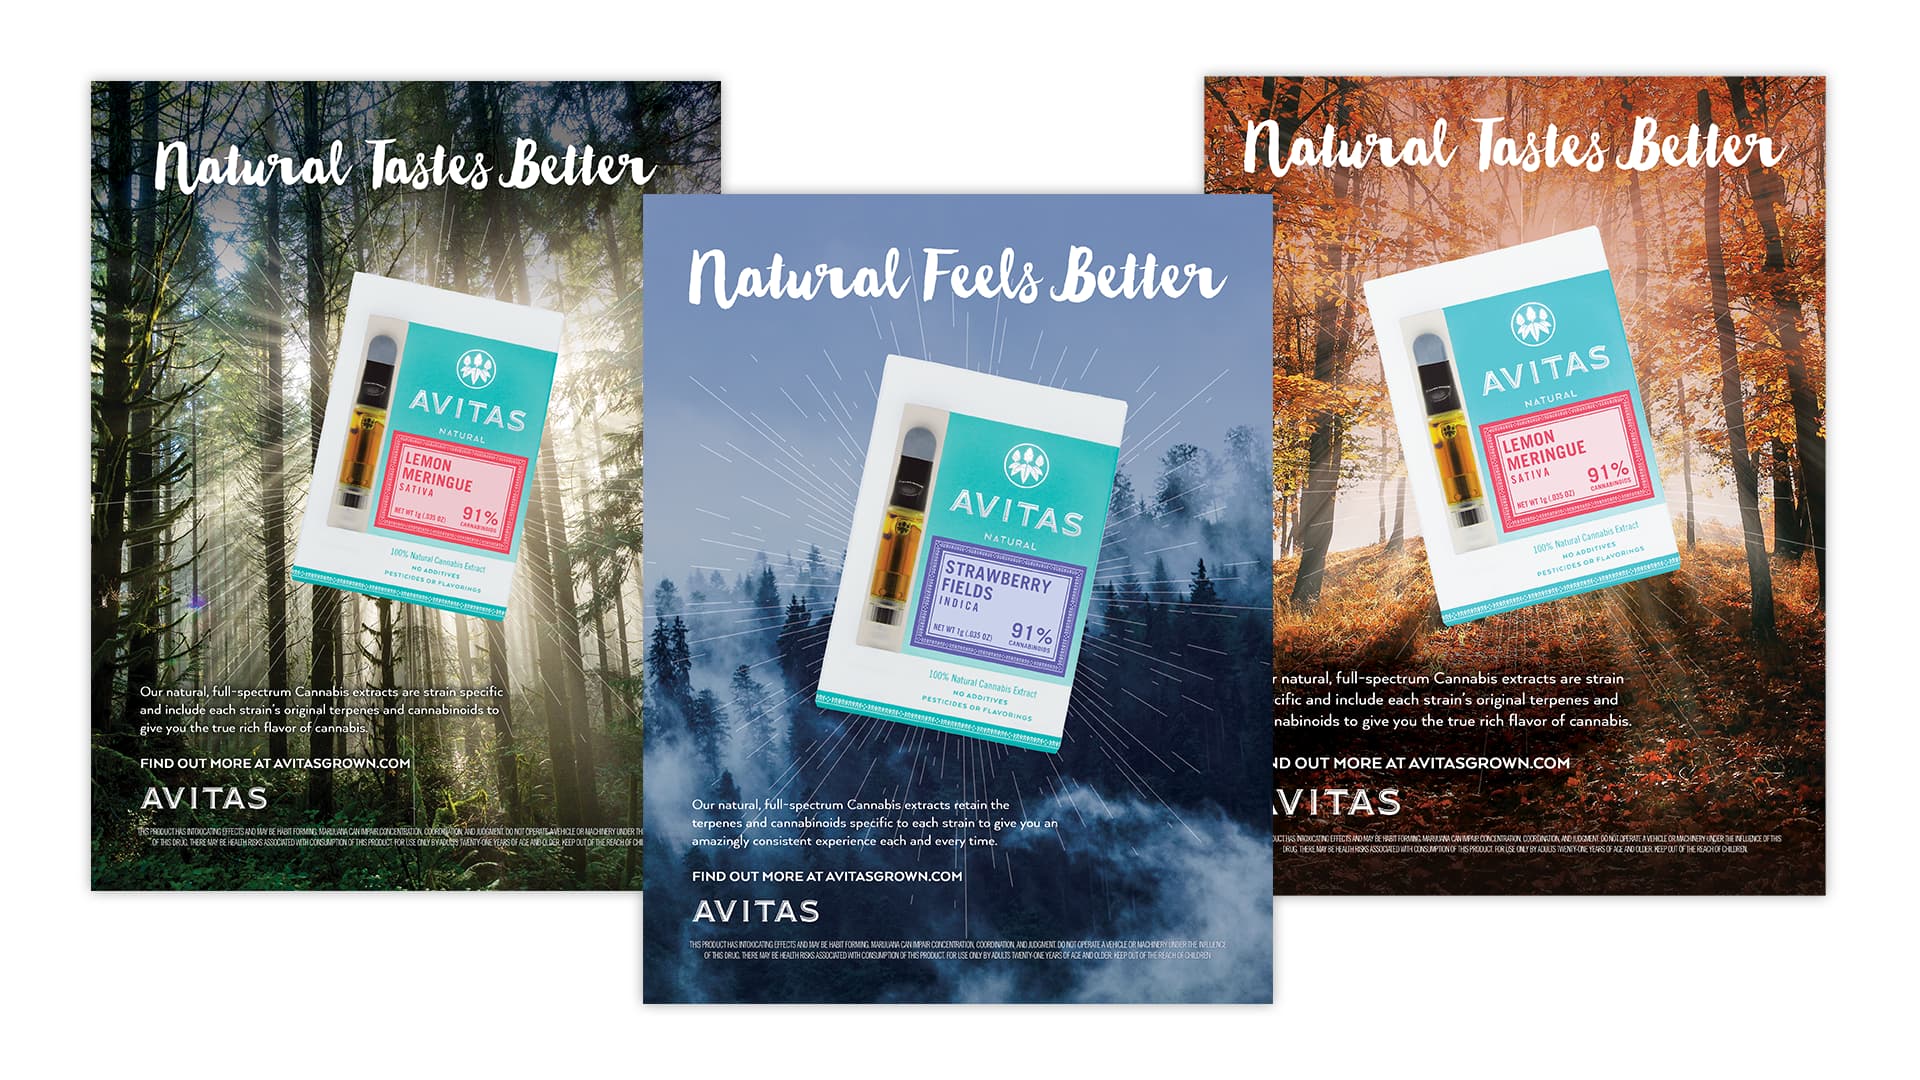 Natural Tastes Better
AVITAS
NATURAL
LEMON
MERINGUE
SATIVA
NET WT 1g (.035 OZ)
91%
CANNABINOIDS
100% Natural Cannabis Extract
NO ADDITIVES
PESTICIDES OR FLAVORINGS
Our natural, full-spectrum Cannabis extracts are strain specific
and include each strain's original terpenes and cannabinoids to
give you the true rich flavor of cannabis.
FIND OUT MORE AT AVITASGROWN.COM
AVITAS
THIS PRODUCT HAS INTOXICATING EFFECTS AND MAY BE HABIT FORMING. MARIJUANA CAN IMPAIR CONCENTRATION, COORDINATION, AND JUDGMENT. DO NOT OPERATE A VEHICLE OR MACHINERY UNDER TH
OF THIS DRUG. THERE MAY BE HEALTH RISKS ASSOCIATED WITH CONSUMPTION OF THIS PRODUCT. FOR USE ONLY BY ADULTS TWENTY-ONE YEARS OF AGE AND OLDER. KEEP OUT OF THE REACH OF CHI
Natural Feels Better
AVITAS
NATURAL
STRAWBERRY
FIELDS
INDICA
NET WT 1g (.035 OZ)
91%
CANNABINOIDS
100% Natural Cannabis Extract
NO ADDITIVES
PESTICIDES OR FLAVORINGS
Our natural, full-spectrum Cannabis extracts retain the
terpenes and cannabinoids specific to each strain to give you an
amazingly consistent experience each and every time.
FIND OUT MORE AT AVITASGROWN.COM
AVITAS
THIS PRODUCT HAS INTOXICATING EFFECTS AND MAY BE HABIT FORMING. MARIJUANA CAN IMPAIR CONCENTRATION, COORDINATION, AND JUDGMENT. DO NOT OPERATE A VEHICLE OR MACHINERY UNDER THE INFLUENCE
OF THIS DRUG. THERE MAY BE HEALTH RISKS ASSOCIATED WITH CONSUMPTION OF THIS PRODUCT. FOR USE ONLY BY ADULTS TWENTY-ONE YEARS OF AGE AND OLDER. KEEP OUT OF THE REACH OF CHILDREN
Natural Tastes Better
AVITAS
NATURAL
LEMON
MERINGUE
SATIVA
NET WT 1g (.035 OZ)
91%
CANNABINOIDS
100% Natural Cannabis Extract
NO ADDITIVES
PESTICIDES OR FLAVORINGS
r natural, full-spectrum Cannabis extracts are strain
cific and include each strain's original terpenes and
nabinoids to give you the true rich flavor of cannabis.
ND OUT MORE AT AVITASGROWN.COM
AVITAS
DUCT HAS INTOXICATING EFFECTS AND MAY BE HABIT FORMING. MARIJUANA CAN IMPAIR CONCENTRATION, COORDINATION, AND JUDGMENT. DO NOT OPERATE A VEHICLE OR MACHINERY UNDER THE INFLUENCE OF THIS
DRUG. THERE MAY BE HEALTH RISKS ASSOCIATED WITH CONSUMPTION OF THIS PRODUCT. FOR USE ONLY BY ADULTS TWENTY-ONE YEARS OF AGE AND OLDER. KEEP OUT OF THE REACH OF CHILDREN.